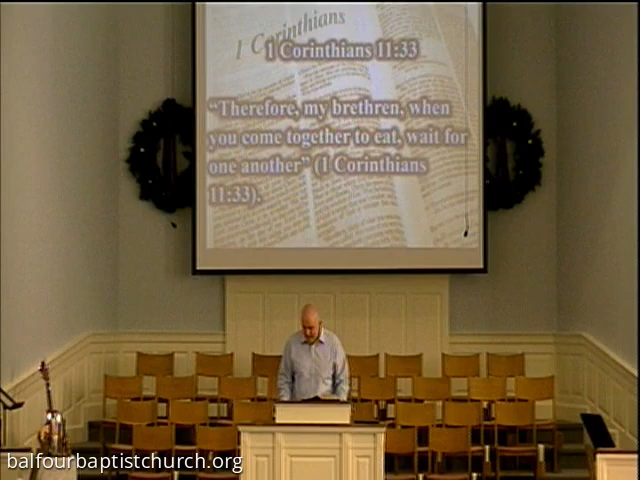 1 Corinthians
1 Corinthians 11:33
“Therefore, my brethren, when
you come together to eat, wait for
one another” (1 Corinthians
11:33).
balfourbaptistchurch.org